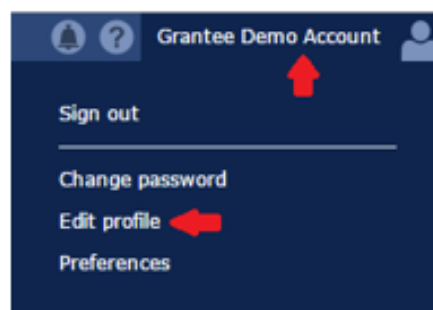 Grantee Demo Account
Sign out
Change password
Edit profile
Preferences